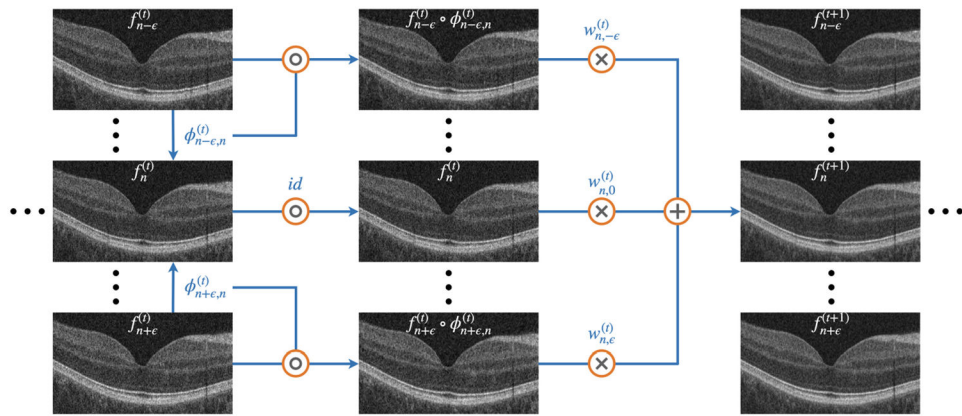 f_{n-ϵ}^{(t)}
f_{n-ϵ}^{(t)} ∘ ϕ_{n-ϵ,n}^{(t)}
w_{n,-ϵ}^{(t)}
f_{n-ϵ}^{(t+1)}
ϕ_{n-ϵ,n}^{(t)}
f_n^{(t)}
id
f_n^{(t)}
w_{n,0}^{(t)}
f_n^{(t+1)}
ϕ_{n+ϵ,n}^{(t)}
f_{n+ϵ}^{(t)}
f_{n+ϵ}^{(t)} ∘ ϕ_{n+ϵ,n}^{(t)}
w_{n,ϵ}^{(t)}
f_{n+ϵ}^{(t+1)}